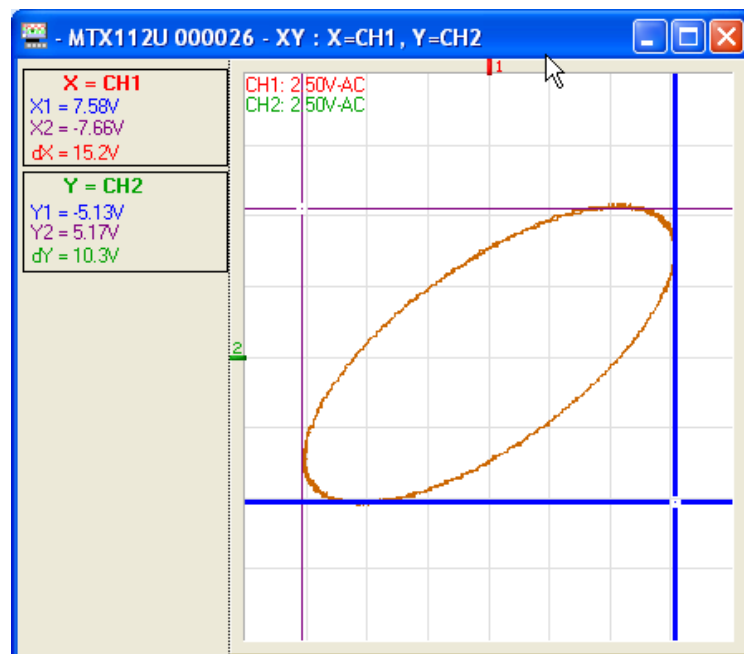 - MTX112U 000026 - XY : X=CH1 , Y=CH2
X = CH1
X1 = 7.58V
X2 = -7.66V
dX = 15.2V
Y = CH2
Y1 = -5.13V
Y2 = 5.17V
dY = 10.3V
1
CH1: 2.50V-AC
CH2: 2.50V-AC
2